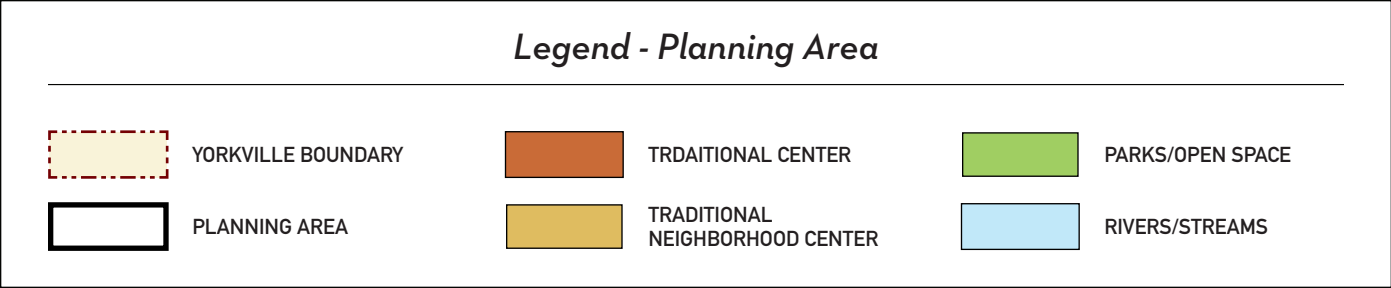 Legend - Planning Area
YORKVILLE BOUNDARY
TRDAITIONAL CENTER
PARKS/OPEN SPACE
PLANNING AREA
TRADITIONAL
NEIGHBORHOOD CENTER
RIVERS/STREAMS